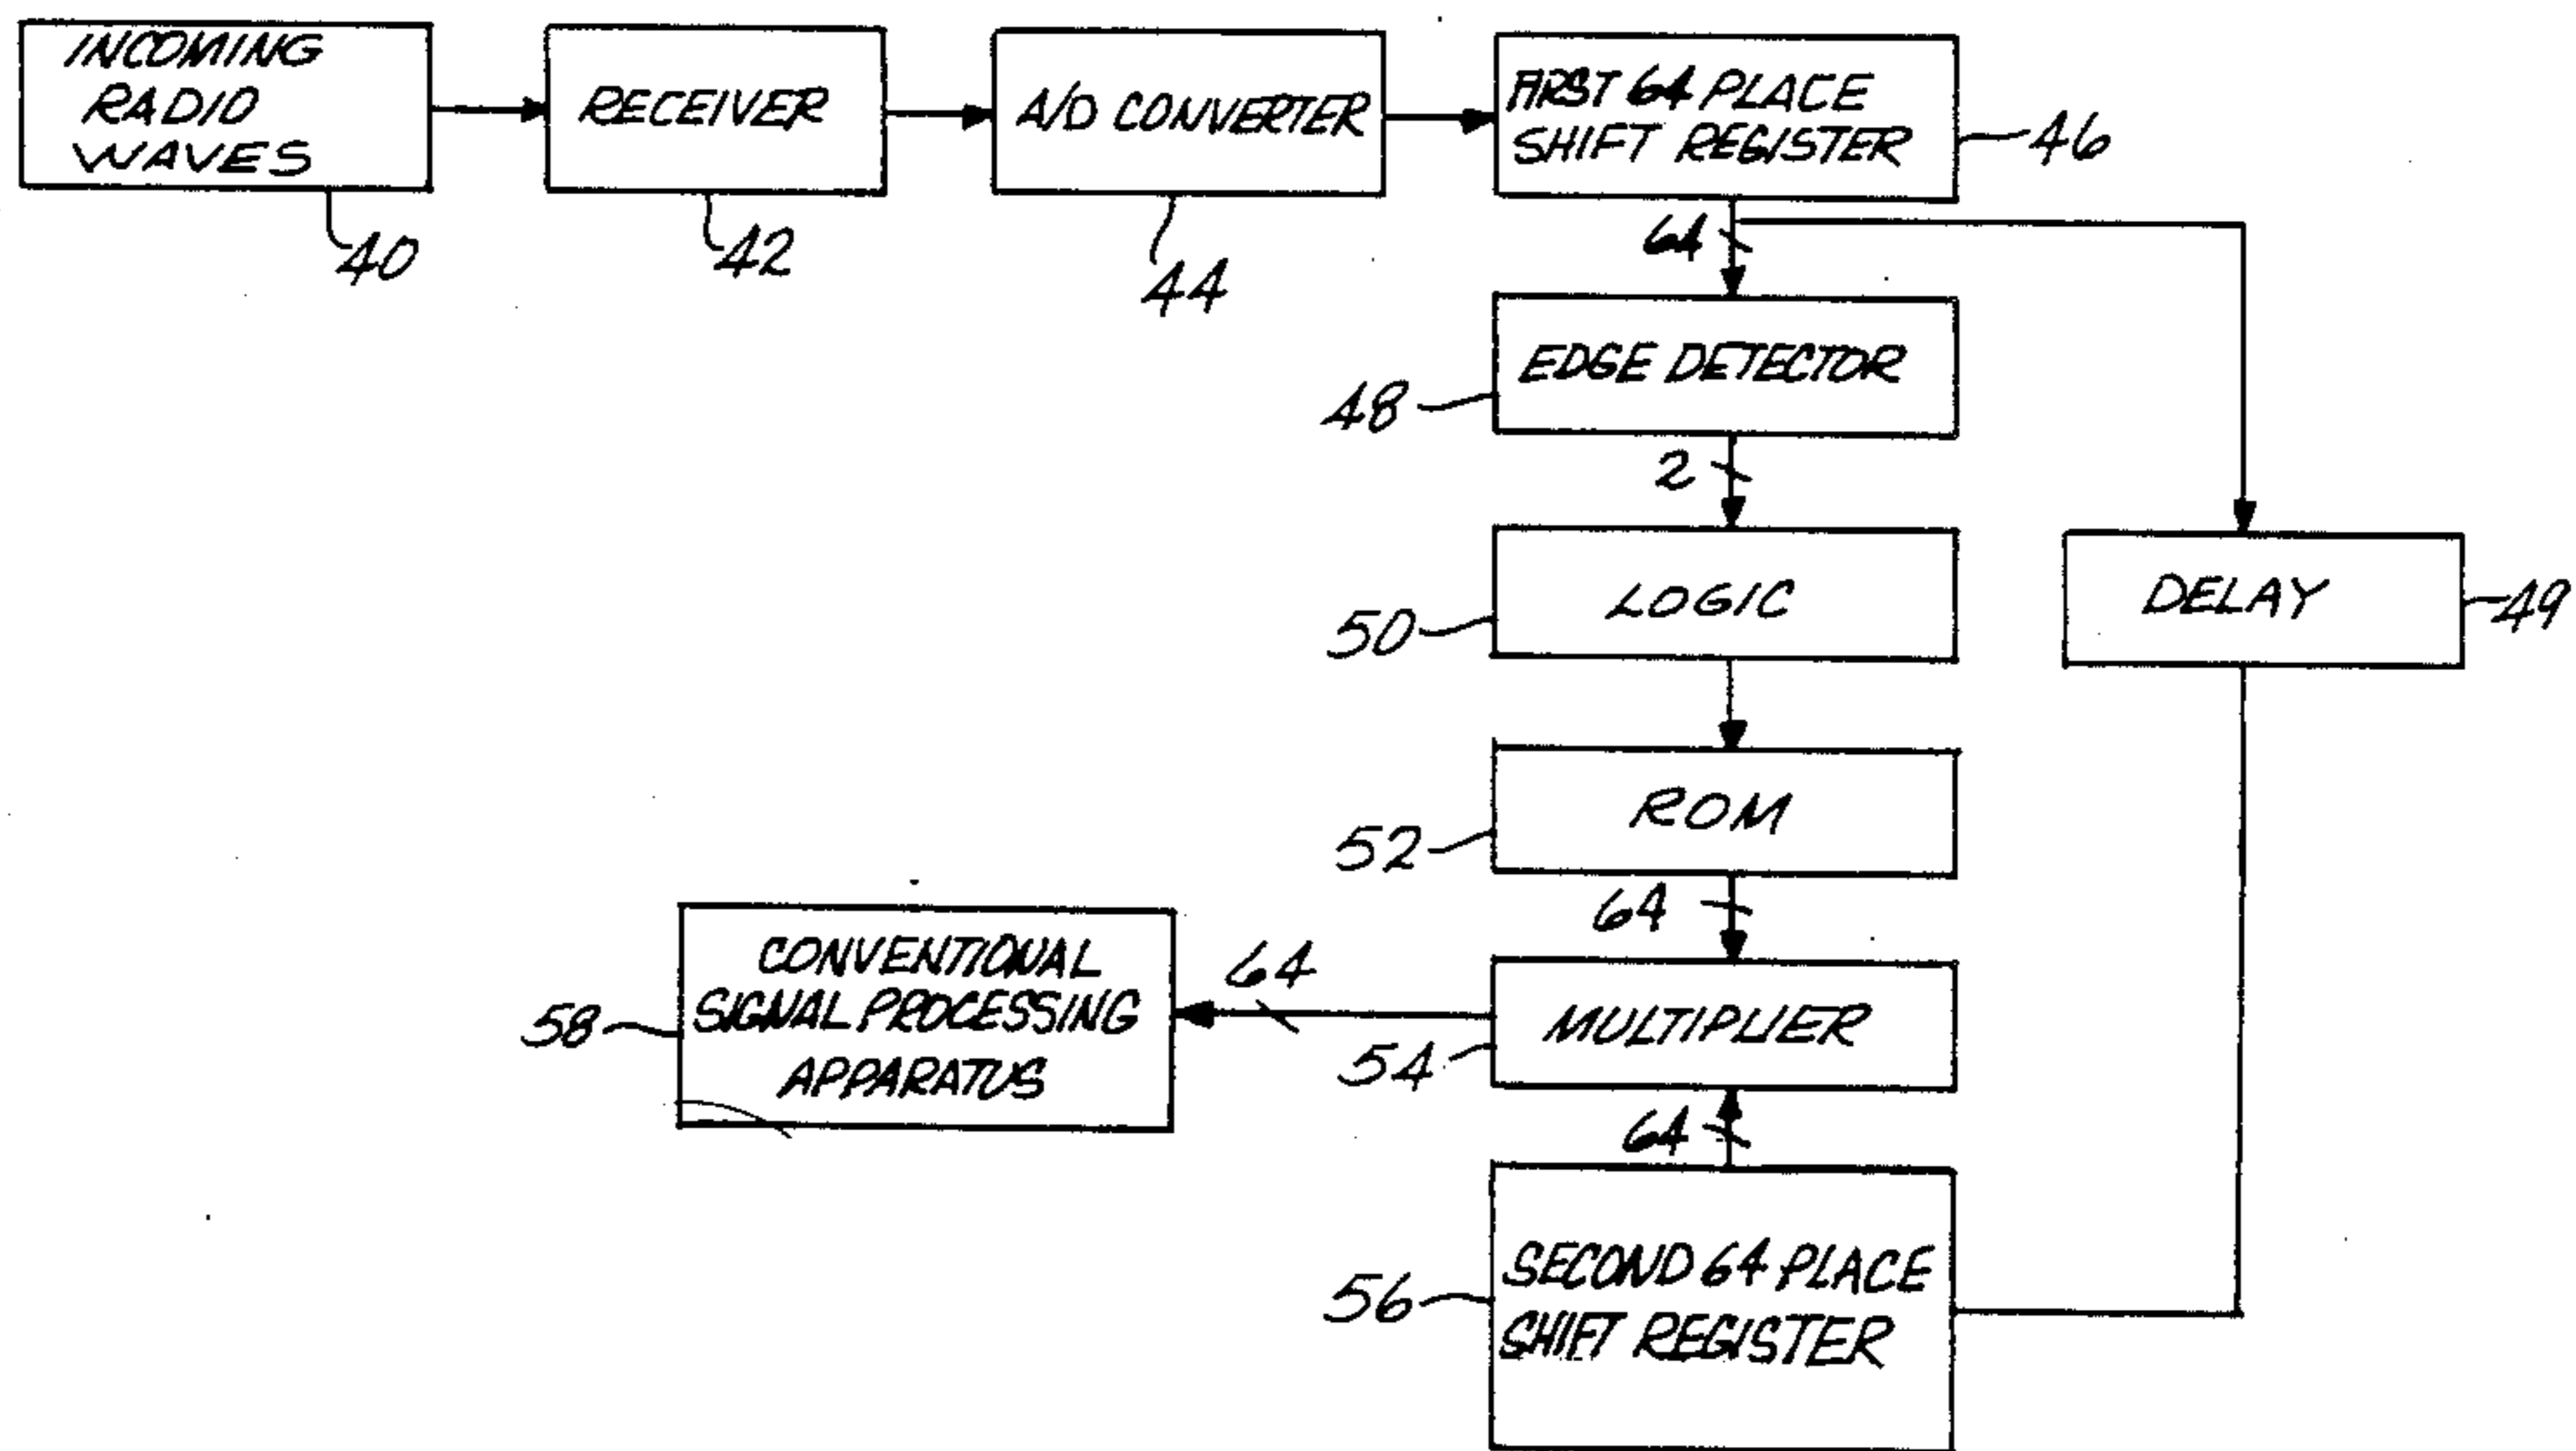 INCOMING
RADIO
WAVES
40
RECEIVER
42
A/D CONVERTER
44
FIRST 64 PLACE
SHIFT REGISTER
46
64
EDGE DETECTOR
48
2
LOGIC
50
DELAY
49
ROM
52
64
MULTIPLIER
54
64
CONVENTIONAL
SIGNAL PROCESSING
APPARATUS
58
64
SECOND 64 PLACE
SHIFT REGISTER
56